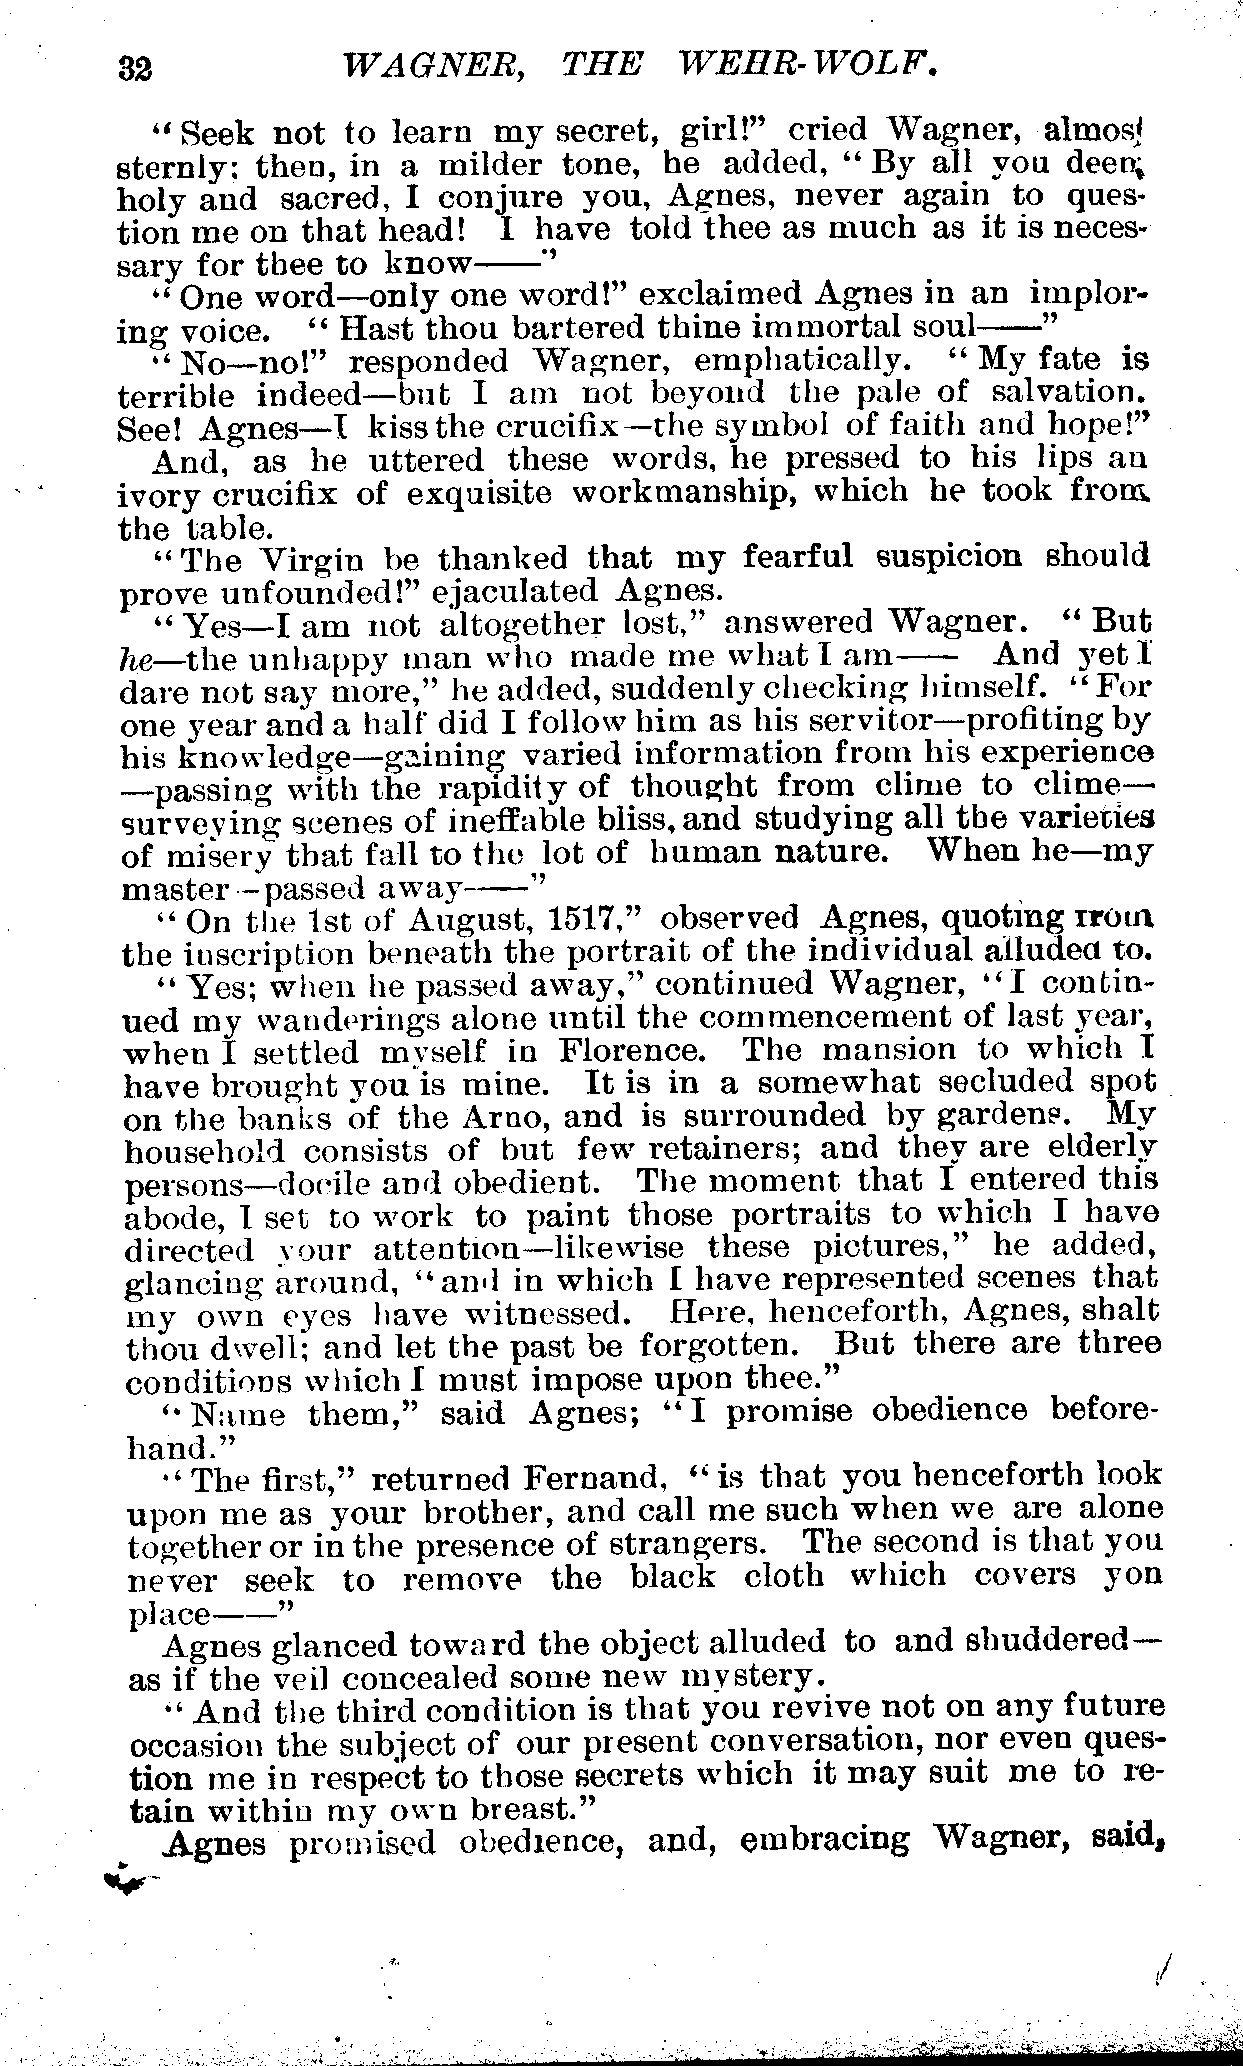 32 WAGNER, THE WEHR-WOLF.
"Seek not to learn my secret, girl!" cried Wagner, almost
sternly; then, in a milder tone, he added, "By all you deem
holy and sacred, I conjure you, Agnes, never again to ques-
tion me on that head! I have told thee as much as it is neces-
sary for thee to know——"
"One word—only one word!" exclaimed Agnes in an implor-
ing voice. "Hast thou bartered thine immortal soul——"
"No—no!" responded Wagner, emphatically. "My fate is
terrible indeed—but I am not beyond the pale of salvation.
See! Agnes—I kiss the crucifix—the symbol of faith and hope!"
And, as he uttered these words, he pressed to his lips an
ivory crucifix of exquisite workmanship, which he took from
the table.
"The Virgin be thanked that my fearful suspicion should
prove unfounded!" ejaculated Agnes.
"Yes—I am not altogether lost," answered Wagner. "But
he—the unhappy man who made me what I am—— And yet I
dare not say more," he added, suddenly checking himself. "For
one year and a half did I follow him as his servitor—profiting by
his knowledge—gaining varied information from his experience
—passing with the rapidity of thought from clime to clime—
surveying scenes of ineffable bliss, and studying all the varieties
of misery that fall to the lot of human nature. When he—my
master—passed away——"
"On the 1st of August, 1517," observed Agnes, quoting from
the inscription beneath the portrait of the individual alluded to.
"Yes; when he passed away," continued Wagner, "I contin-
ued my wanderings alone until the commencement of last year,
when I settled myself in Florence. The mansion to which I
have brought you is mine. It is in a somewhat secluded spot
on the banks of the Arno, and is surrounded by gardens. My
household consists of but few retainers; and they are elderly
persons—docile and obedient. The moment that I entered this
abode, I set to work to paint those portraits to which I have
directed your attention—likewise these pictures," he added,
glancing around, "and in which I have represented scenes that
my own eyes have witnessed. Here, henceforth, Agnes, shalt
thou dwell; and let the past be forgotten. But there are three
conditions which I must impose upon thee."
"Name them," said Agnes; "I promise obedience before-
hand."
"The first," returned Fernand, "is that you henceforth look
upon me as your brother, and call me such when we are alone
together or in the presence of strangers. The second is that you
never seek to remove the black cloth which covers yon
place——"
Agnes glanced toward the object alluded to and shuddered—
as if the veil concealed some new mystery.
"And the third condition is that you revive not on any future
occasion the subject of our present conversation, nor even ques-
tion me in respect to those secrets which it may suit me to re-
tain within my own breast."
Agnes promised obedience, and, embracing Wagner, said,